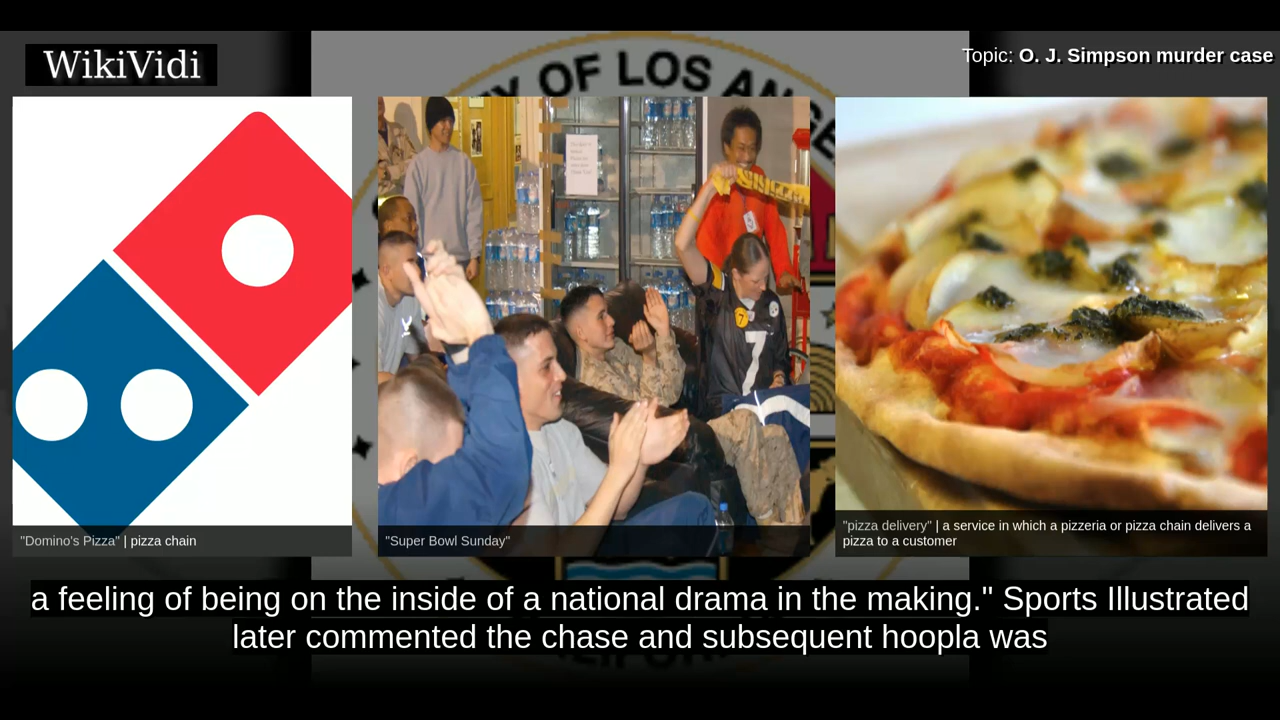 WikiVidi
Topic: O. J. Simpson murder case
"Domino's Pizza" | pizza chain
"Super Bowl Sunday"
"pizza delivery" | a service in which a pizzeria or pizza chain delivers a
pizza to a customer
a feeling of being on the inside of a national drama in the making." Sports Illustrated
later commented the chase and subsequent hoopla was